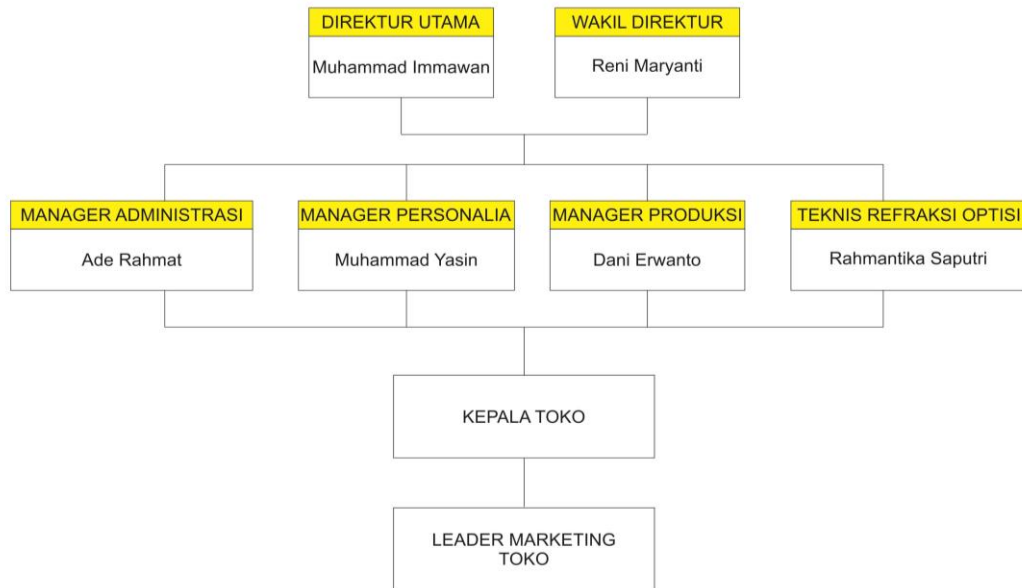 DIREKTUR UTAMA
Muhammad Immawan
WAKIL DIREKTUR
Reni Maryanti
MANAGER ADMINISTRASI
Ade Rahmat
MANAGER PERSONALIA
Muhammad Yasin
MANAGER PRODUKSI
Dani Erwanto
TEKNIS REFRAKSI OPTISI
Rahmantika Saputri
KEPALA TOKO
LEADER MARKETING
TOKO